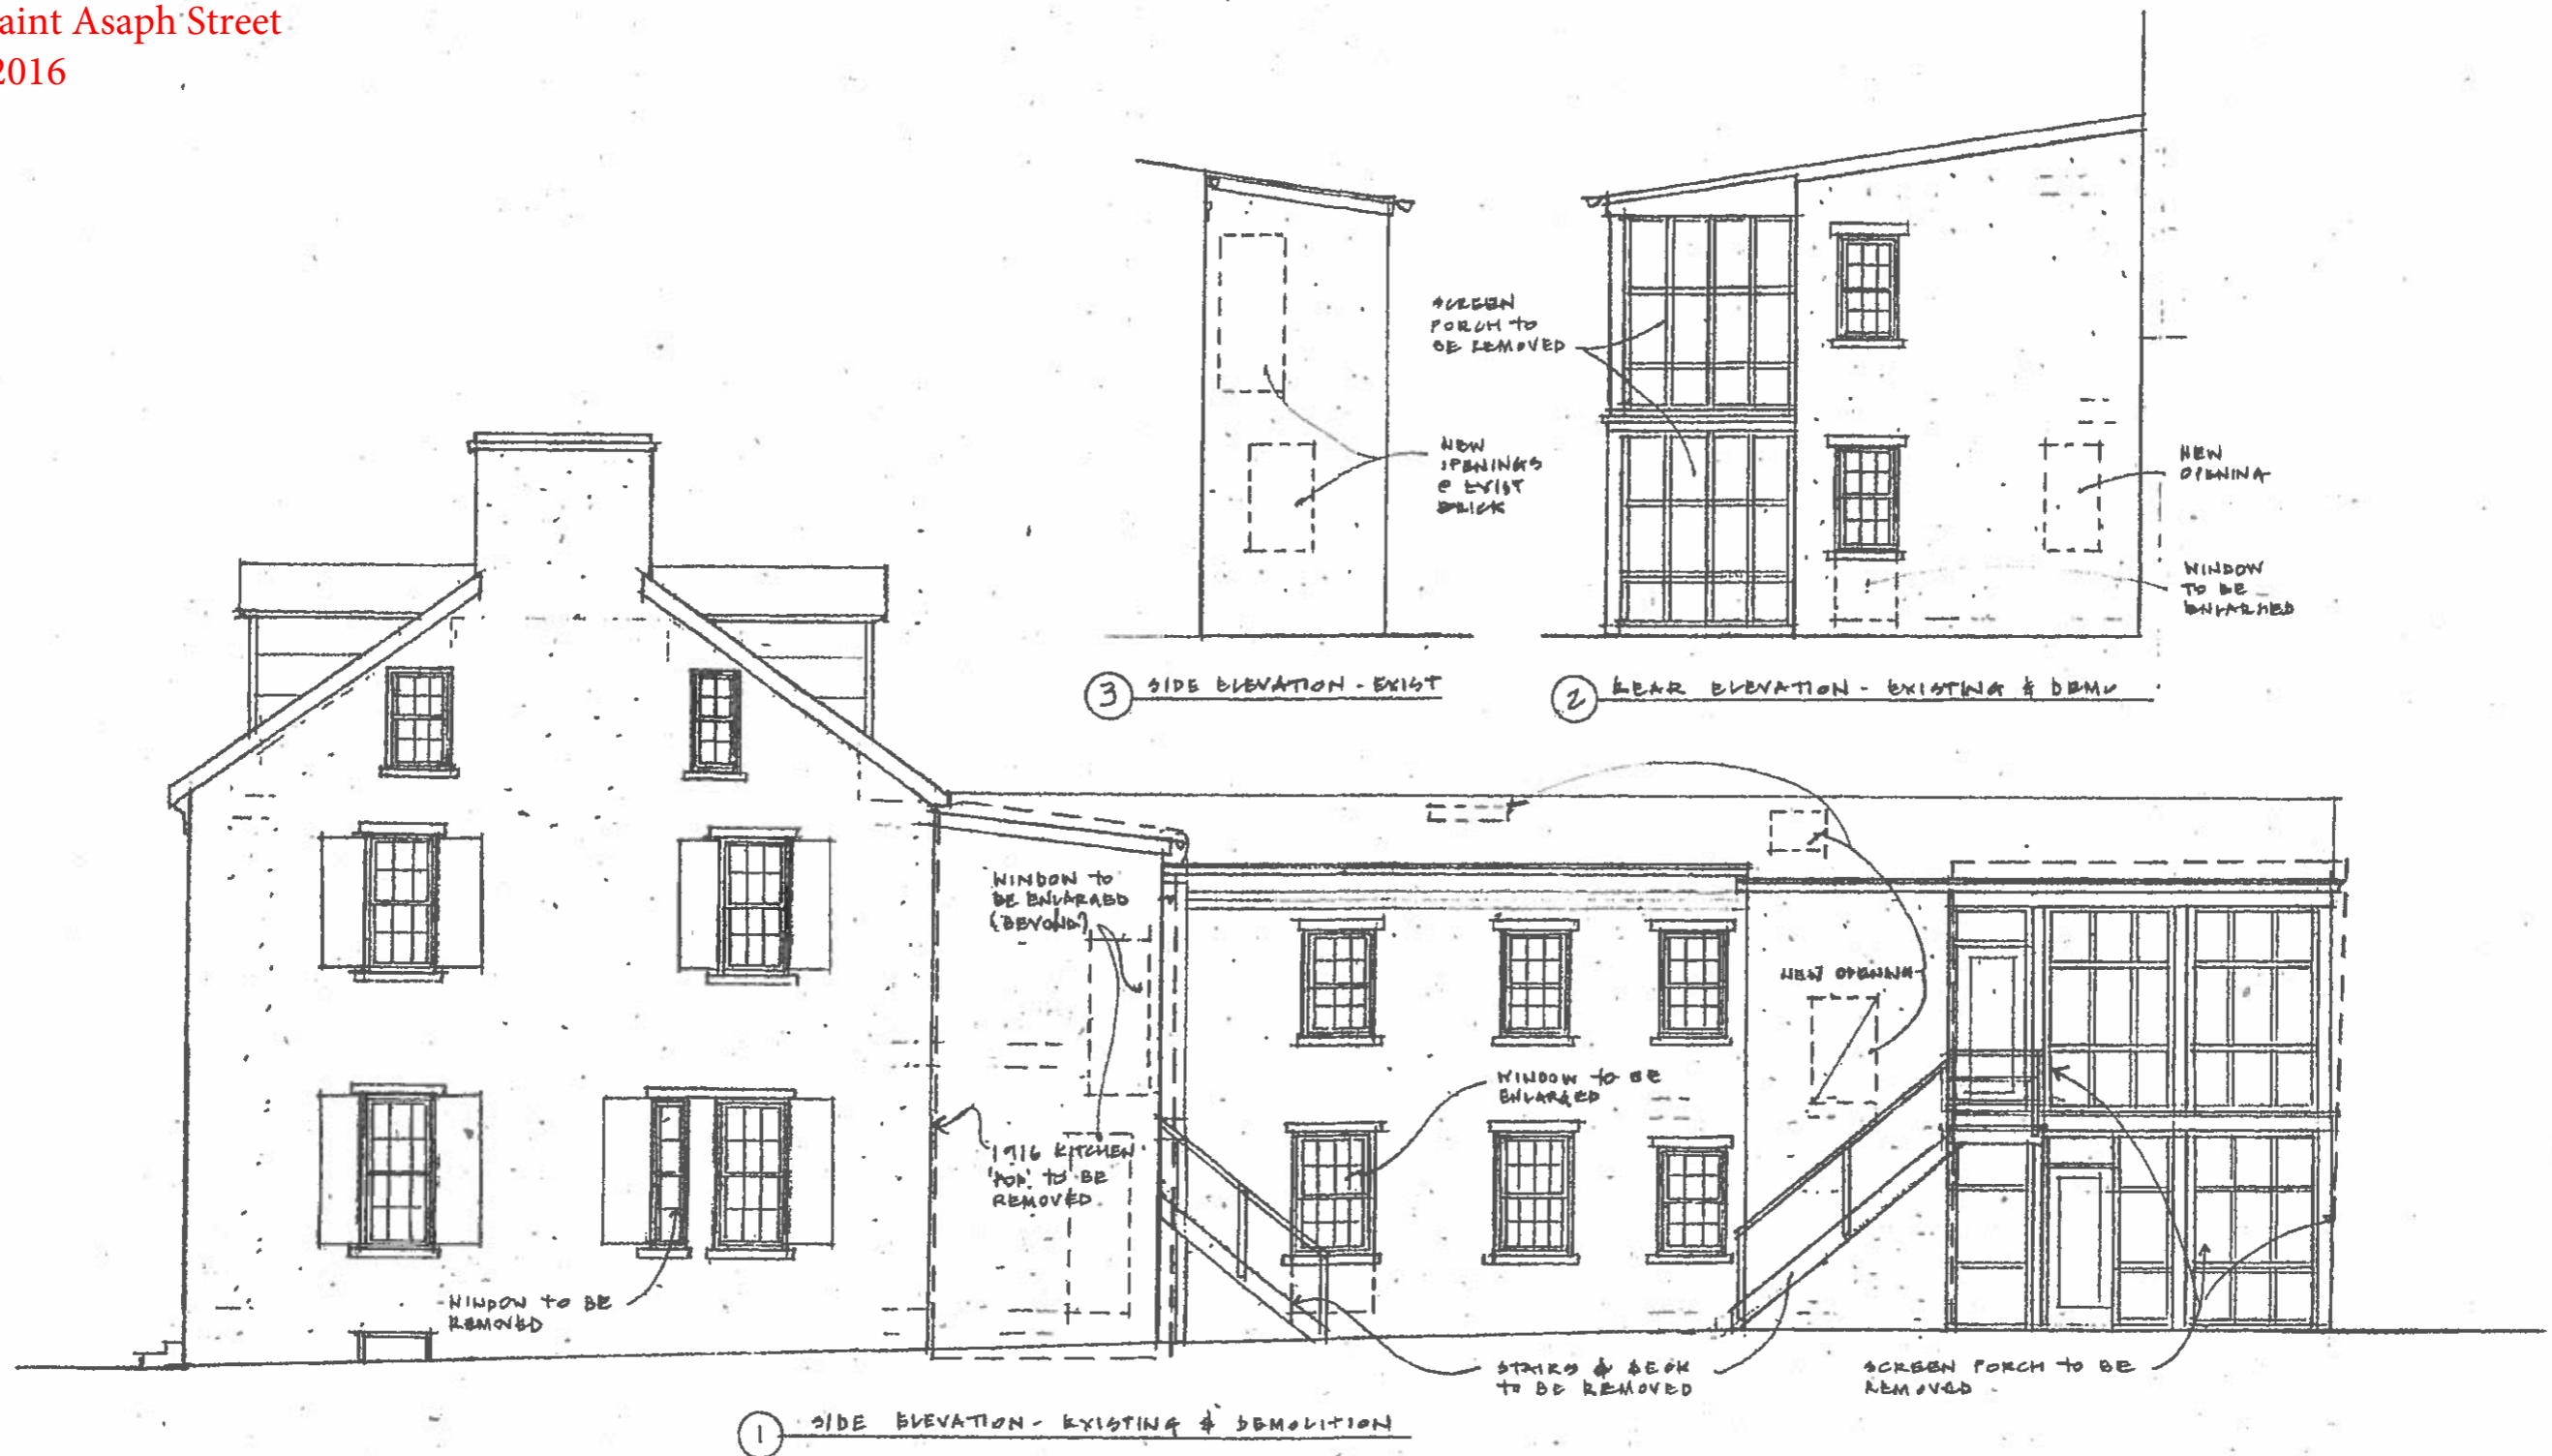 aint Asaph Street
2016
SCREEN
PORCH TO
BE REMOVED
NEW
OPENINGS
@ EXIST
BRICK
NEW
OPENING
WINDOW
TO BE
ENLARGED
3 SIDE ELEVATION - EXIST
2 REAR ELEVATION - EXISTING & DEMO
WINDOW TO
BE ENLARGED
(BEYOND)
NEW OPENING
WINDOW TO BE
ENLARGED
1916 KITCHEN
'POP' TO BE
REMOVED
WINDOW TO BE
REMOVED
STAIRS & DECK
TO BE REMOVED
SCREEN PORCH TO BE
REMOVED
1 SIDE ELEVATION - EXISTING & DEMOLITION